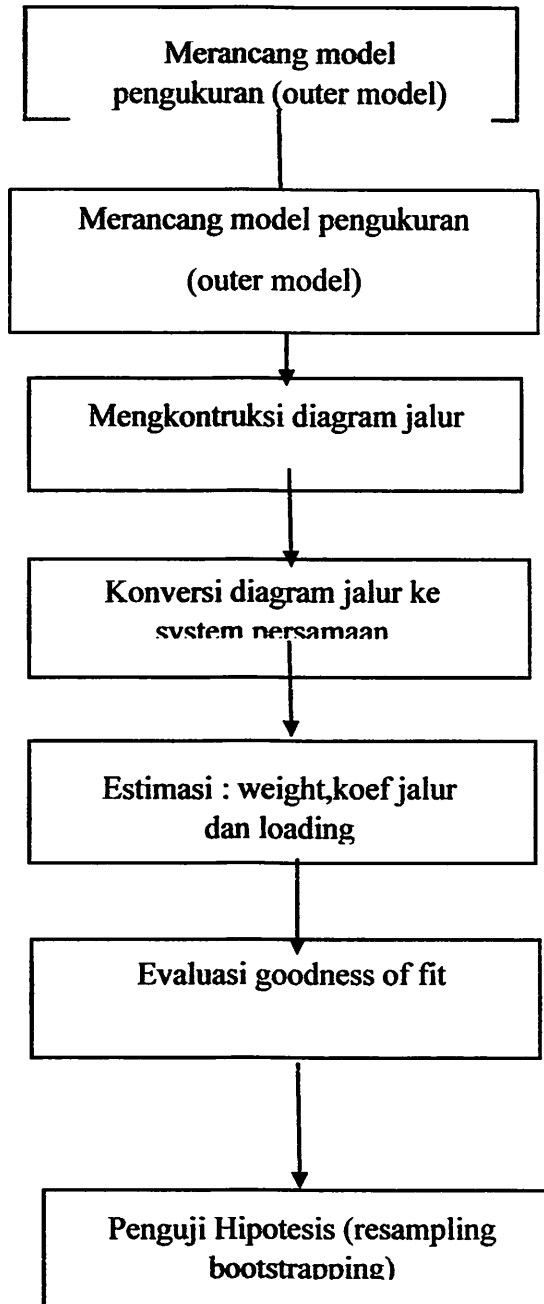 Merancang model
pengukuran (outer model)
Merancang model pengukuran
(outer model)
Mengkontruksi diagram jalur
Konversi diagram jalur ke
system persamaan
Estimasi : weight,koef jalur
dan loading
Evaluasi goodness of fit
Penguji Hipotesis (resampling
bootstrapping)